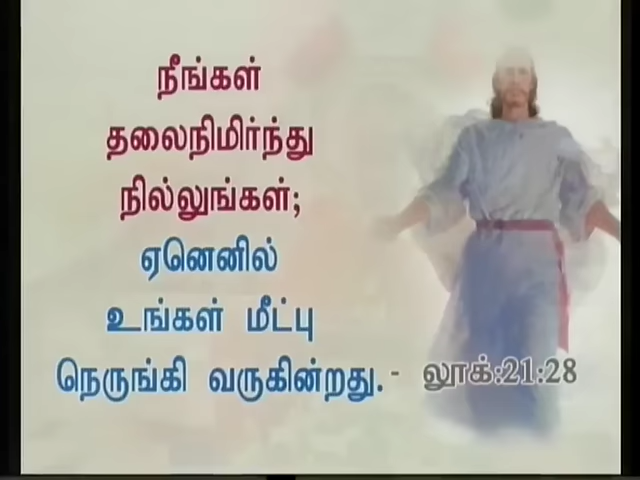 நீங்கள்
தலைநிமிர்ந்து
நில்லுங்கள்;
ஏனெனில்
உங்கள் மீட்பு
நெருங்கி வருகின்றது. - லூக்:21:28